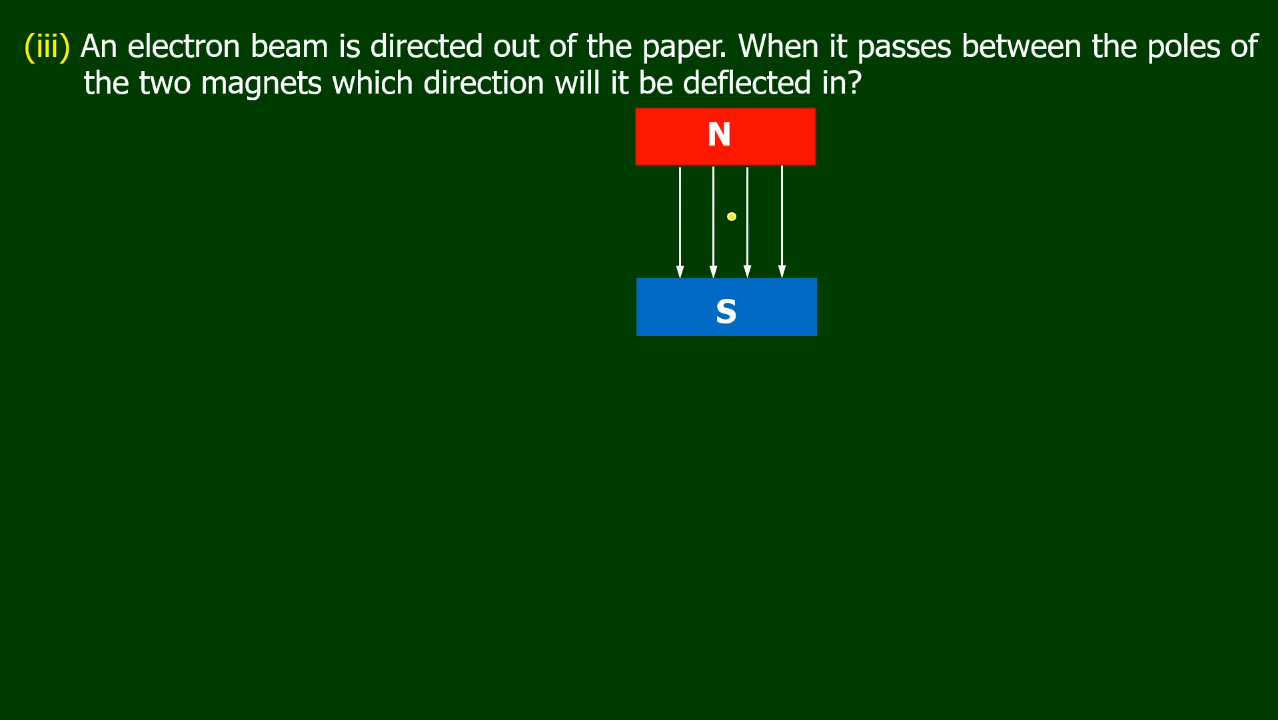 (iii) An electron beam is directed out of the paper. When it passes between the poles of
the two magnets which direction will it be deflected in?
N
S